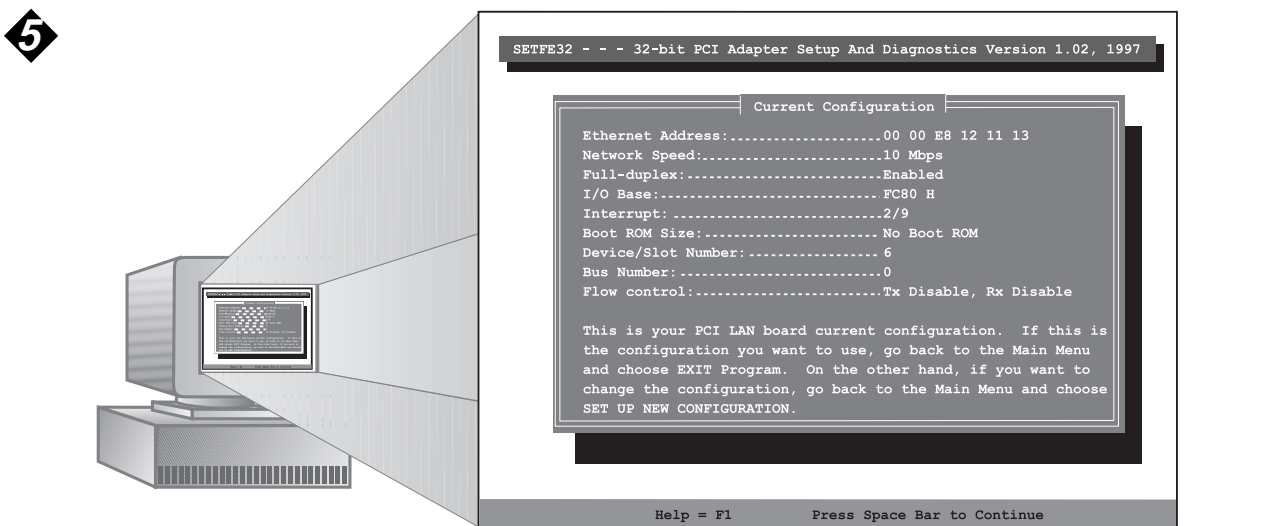 5
SETFE32 - - - 32-bit PCI Adapter Setup And Diagnostics Version 1.02, 1997
Current Configuration
Ethernet Address:......................00 00 E8 12 11 13
Network Speed:..........................10 Mbps
Full-duplex:............................Enabled
I/O Base:................................FC80 H
Interrupt:..............................2/9
Boot ROM Size:......................... No Boot ROM
Device/Slot Number:................... 6
Bus Number:.............................0
Flow control:...........................Tx Disable, Rx Disable
This is your PCI LAN board current configuration. If this is
the configuration you want to use, go back to the Main Menu
and choose EXIT Program. On the other hand, if you want to
change the configuration, go back to the Main Menu and choose
SET UP NEW CONFIGURATION.
Help = F1 Press Space Bar to Continue